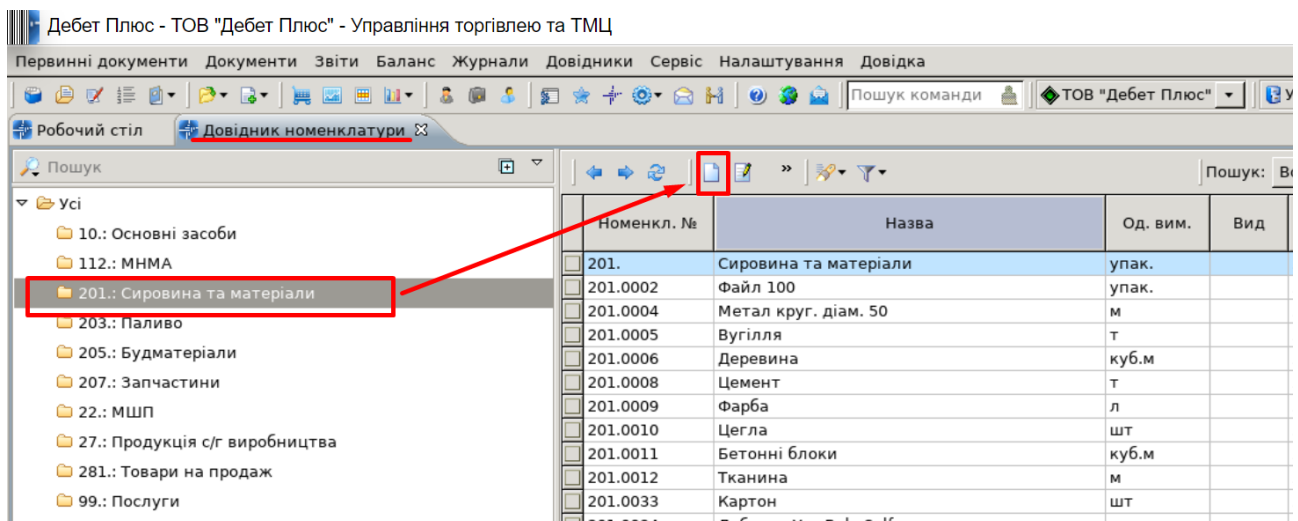 Дебет Плюс - ТОВ "Дебет Плюс" - Управління торгівлею та ТМЦ
Первинні документи Документи Звіти Баланс Журнали Довідники Сервіс Налаштування Довідка
Пошук команди ТОВ "Дебет Плюс"
Робочий стіл Довідник номенклатури
Пошук
Пошук:
Усі
10.: Основні засоби
112.: МНМА
201.: Сировина та матеріали
203.: Паливо
205.: Будматеріали
207.: Запчастини
22.: МШП
27.: Продукція с/г виробництва
281.: Товари на продаж
99.: Послуги
Номенкл. № Назва Од. вим. Вид
201. Сировина та матеріали упак.
201.0002 Файл 100 упак.
201.0004 Метал круг. діам. 50 м
201.0005 Вугілля т
201.0006 Деревина куб.м
201.0008 Цемент т
201.0009 Фарба л
201.0010 Цегла шт
201.0011 Бетонні блоки куб.м
201.0012 Тканина м
201.0033 Картон шт